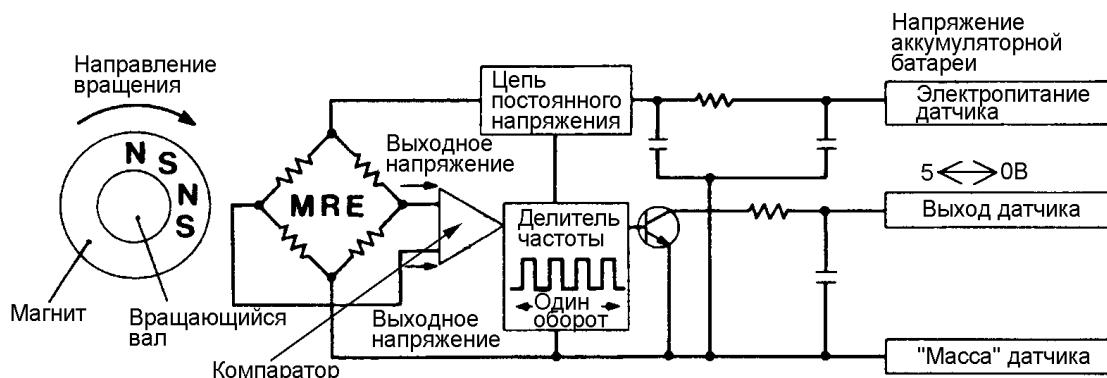 Направление
вращения
N S N S
Магнит
Вращающийся
вал
MRE
Выходное
напряжение
Выходное
напряжение
Компаратор
Цепь
постоянного
напряжения
Делитель
частоты
Один
оборот
Напряжение
аккумуляторной
батареи
Электропитание
датчика
5 <--> 0В
Выход датчика
"Масса" датчика